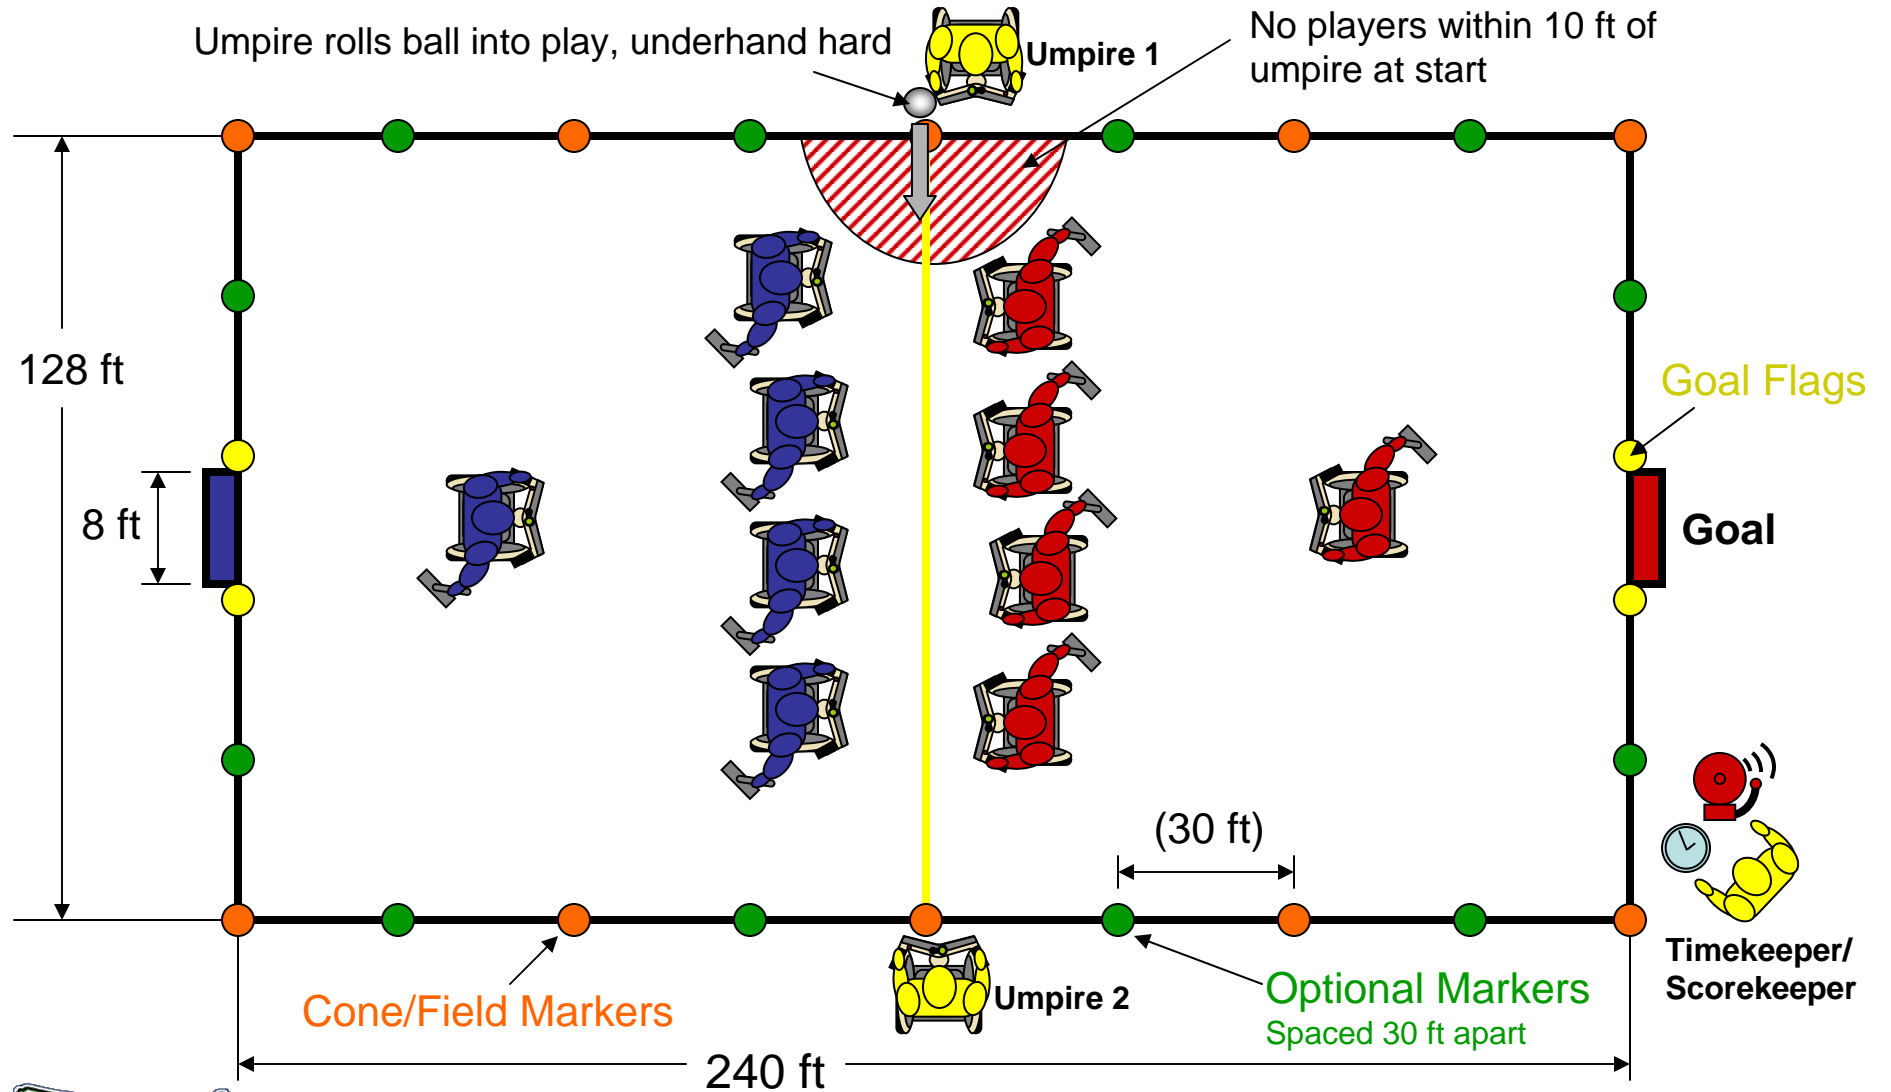 Umpire rolls ball into play, underhand hard
Umpire 1
No players within 10 ft of
umpire at start
128 ft
Goal Flags
8 ft
Goal
(30 ft)
Timekeeper/
Scorekeeper
Cone/Field Markers
Umpire 2
Optional Markers
Spaced 30 ft apart
240 ft